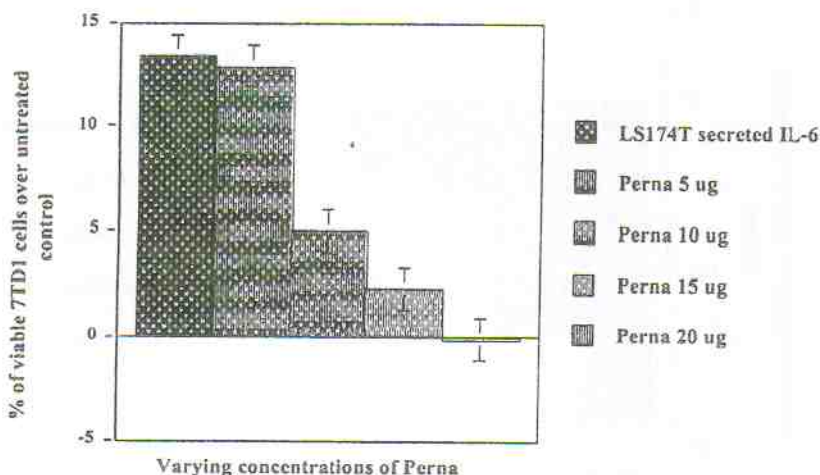 15
10
5
0
-5
% of viable 7TD1 cells over untreated
control
Varying concentrations of Perna
LS174T secreted IL-6
Perna 5 ug
Perna 10 ug
Perna 15 ug
Perna 20 ug